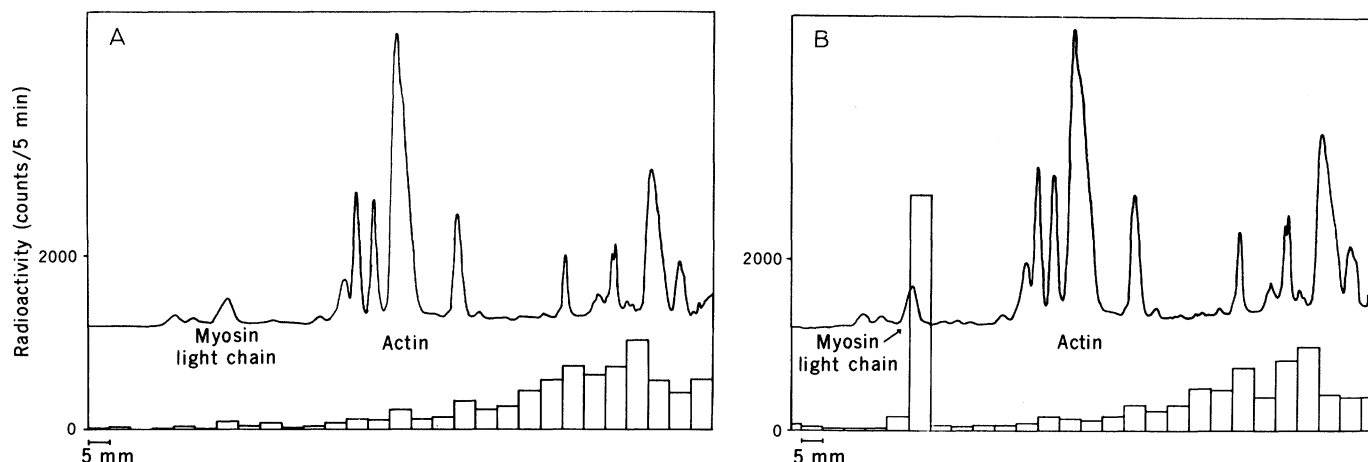 A
Radioactivity (counts/5 min)
2000
0
Myosin
light chain
Actin
5 mm
B
2000
0
Myosin
light chain
Actin
5 mm